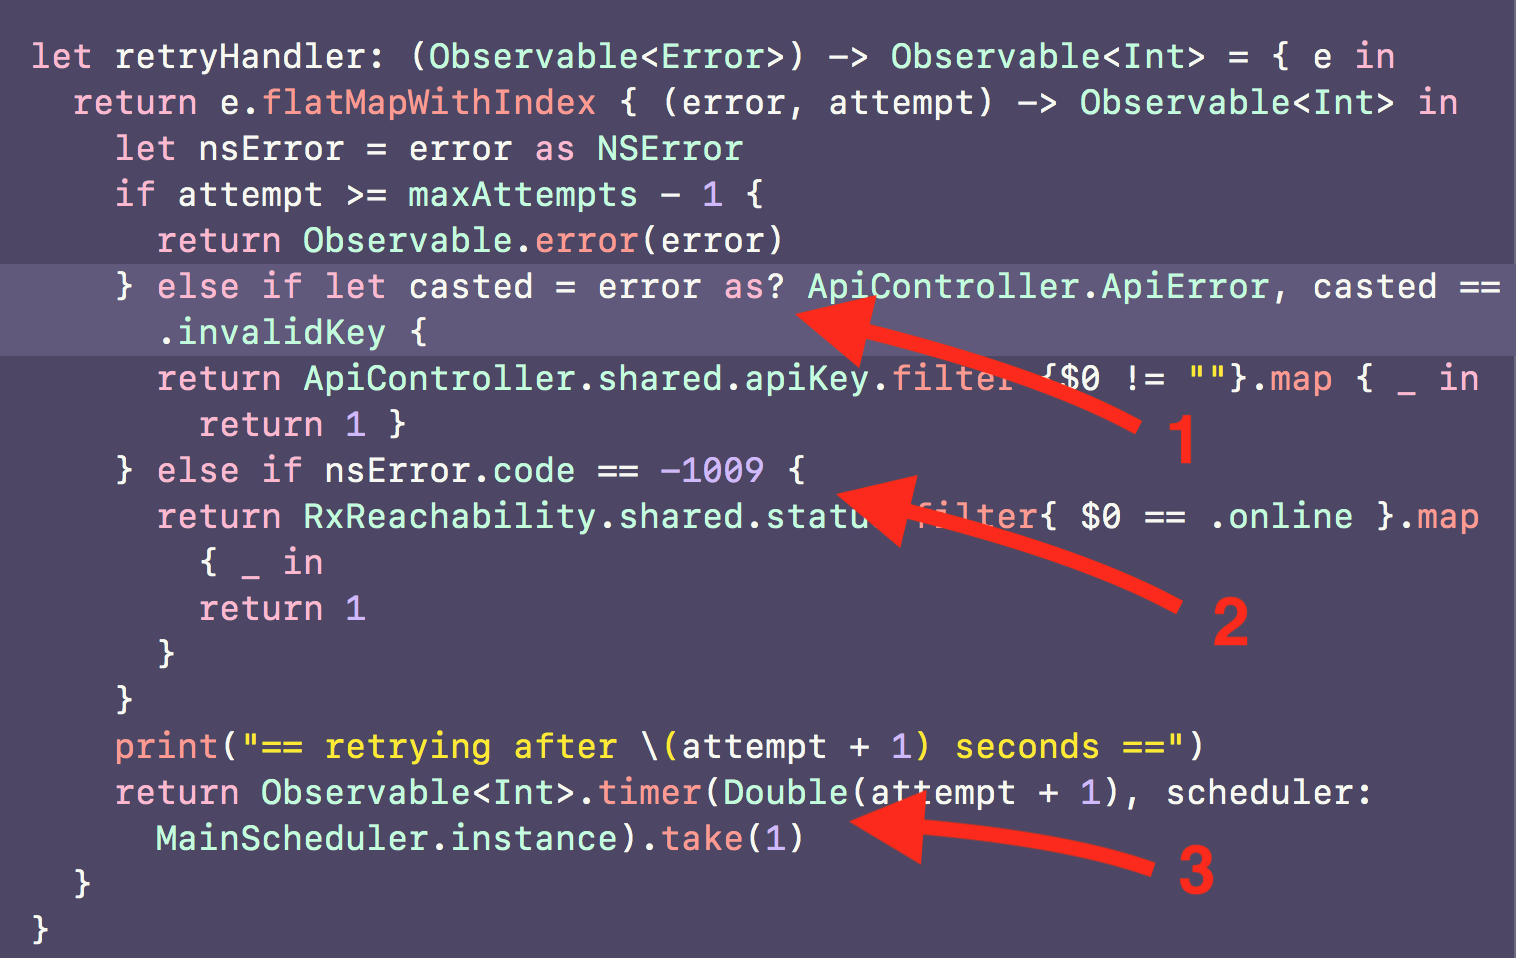 let retryHandler: (Observable<Error>) -> Observable<Int> = { e in
return e.flatMapWithIndex { (error, attempt) -> Observable<Int> in
let nsError = error as NSError
if attempt >= maxAttempts - 1 {
return Observable.error(error)
} else if let casted = error as? ApiController.ApiError, casted ==
.invalidKey {
return ApiController.shared.apiKey.filter {$0 != ""}.map { _ in
return 1 }
1
} else if nsError.code == -1009 {
return RxReachability.shared.status.filter{ $0 == .online }.map
{ _ in
return 1
2
}
}
print("== retrying after \(attempt + 1) seconds ==")
return Observable<Int>.timer(Double(attempt + 1), scheduler:
MainScheduler.instance).take(1)
3
}
}